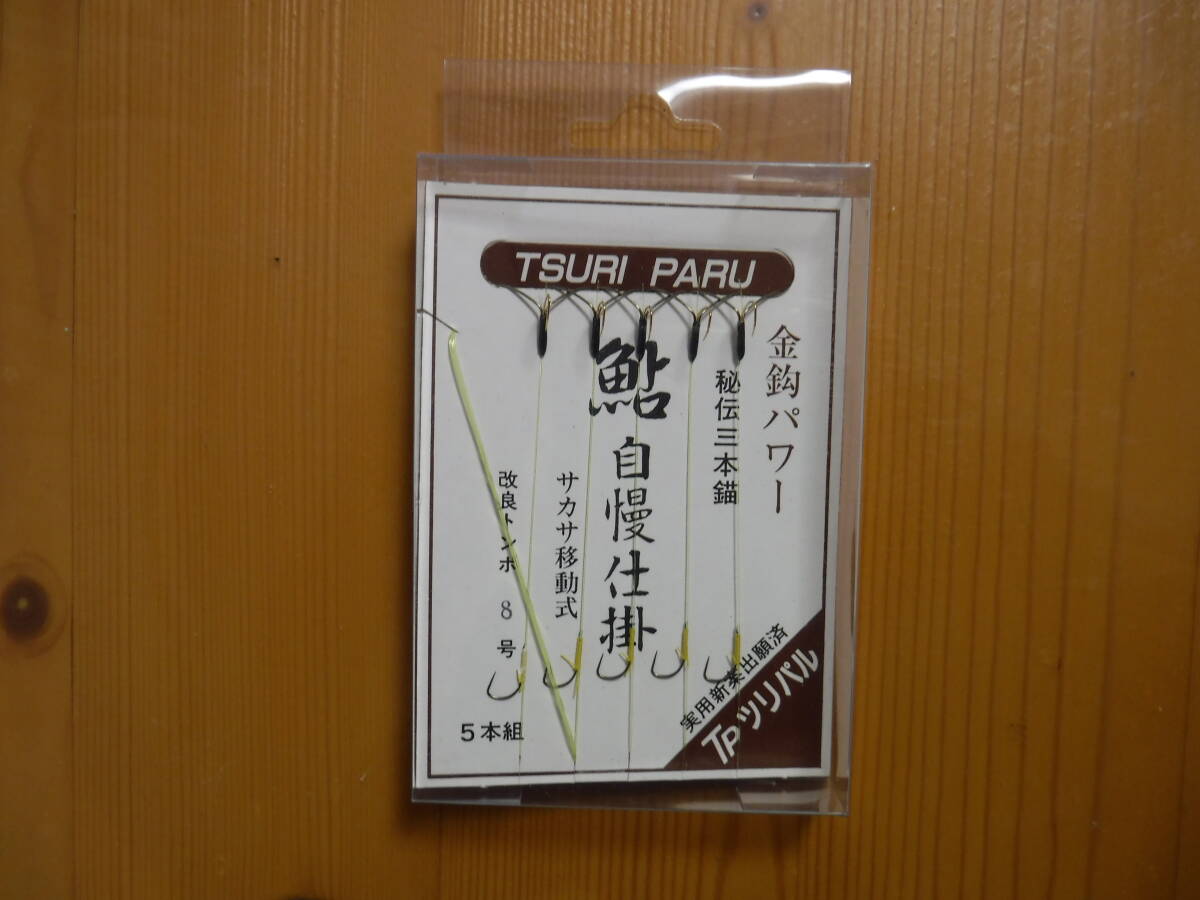 TSURI PARU
金鈎パワー
秘伝三本錨
鮎自慢仕掛
サカサ移動式
改良トンボ 8号
5本組
実用新案出願済
TPツリパル